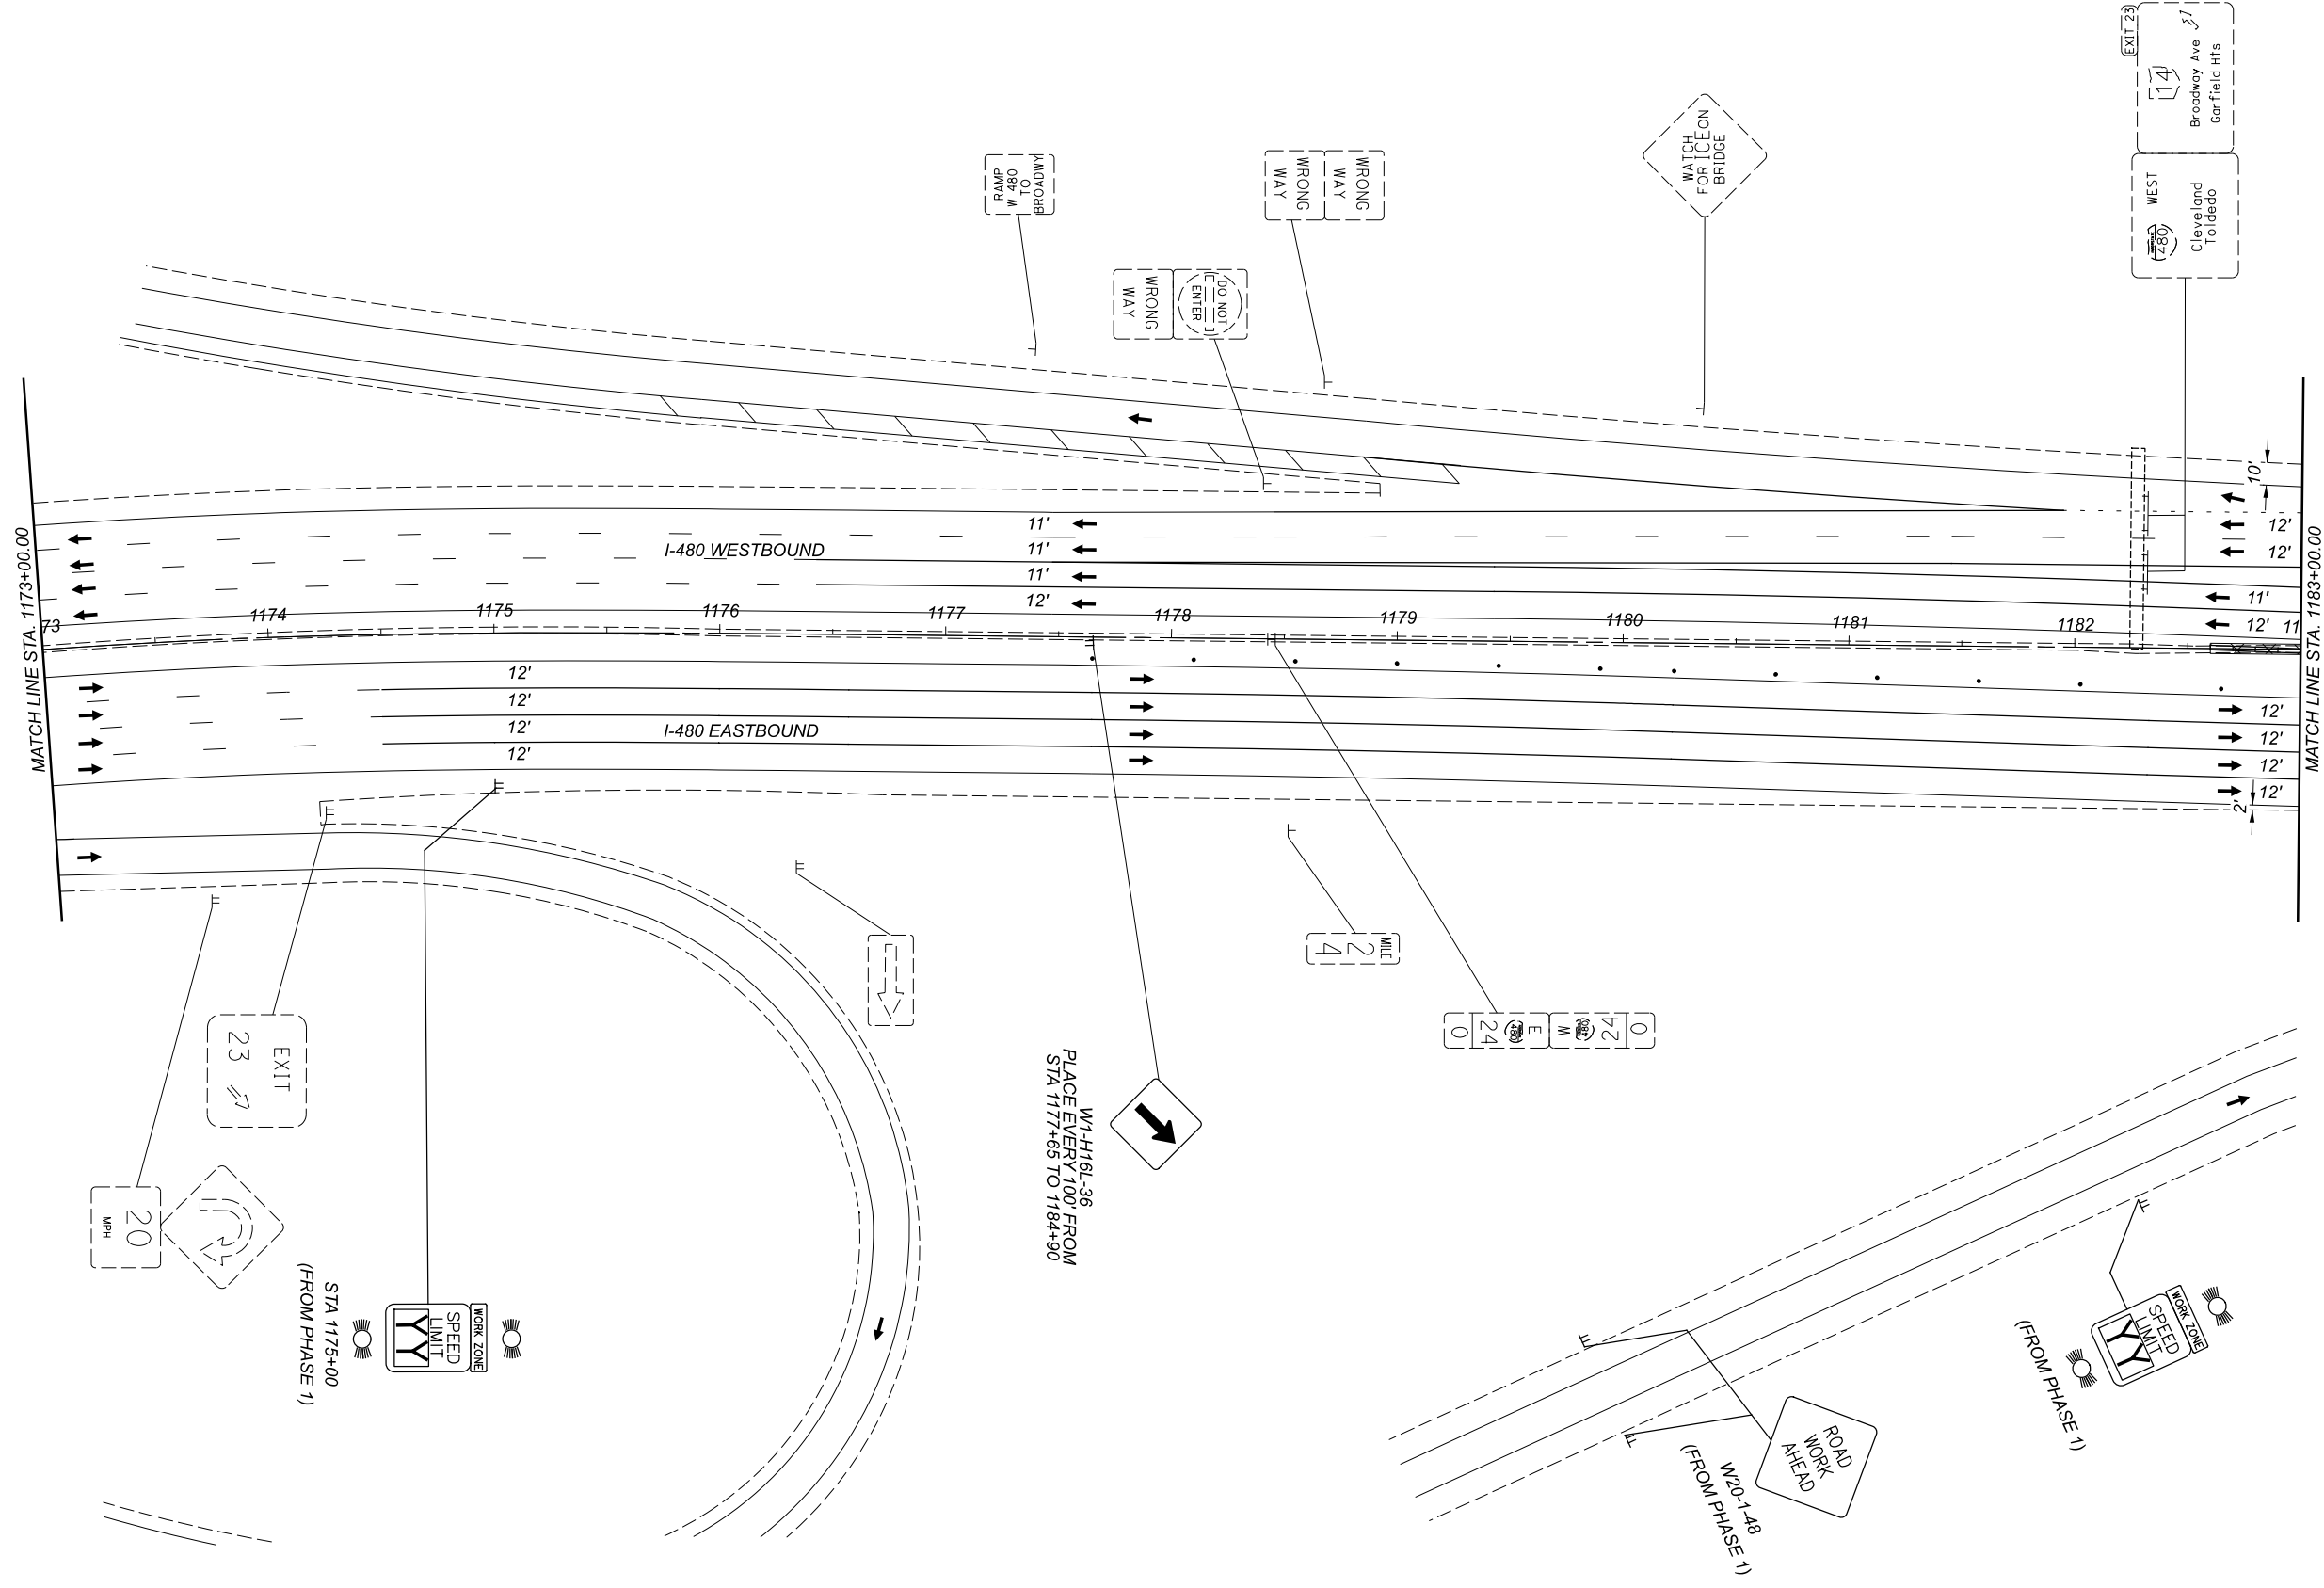 EXIT 23
14
Broadway Ave
Garfield Hts
WEST
480
Cleveland
Toldedo
WATCH
FOR ICE ON
BRIDGE
RAMP
W 480
TO
BROADWY
WRONG
WAY
WRONG
WAY
WRONG
WAY
DO NOT
ENTER
10'
MATCH LINE STA. 1173+00.00
MATCH LINE STA. 1183+00.00
I-480 WESTBOUND
11'
11'
11'
12'
12'
12'
11'
12'
73
1174
1175
1176
1177
1178
1179
1180
1181
1182
11
I-480 EASTBOUND
12'
12'
12'
12'
12'
12'
12'
12'
2'
MILE
24
E
480
24
0
W
480
24
0
EXIT
23
20
MPH
W1-H16L-36
PLACE EVERY 100' FROM
STA 1177+65 TO 1184+90
WORK ZONE
SPEED
LIMIT
YY
STA 1175+00
(FROM PHASE 1)
WORK ZONE
SPEED
LIMIT
YY
(FROM PHASE 1)
ROAD
WORK
AHEAD
W20-1-48
(FROM PHASE 1)